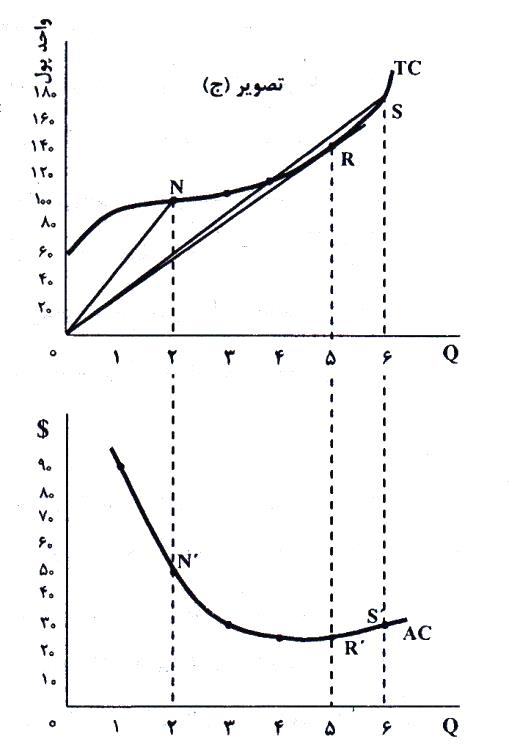 واحد پول
TC
تصویر (ج)
۱۸۰
S
۱۶۰
۱۴۰
R
۱۲۰
N
۱۰۰
۸۰
۶۰
۴۰
۲۰
۰ ۱ ۲ ۳ ۴ ۵ ۶ Q
$
۹۰
۸۰
۷۰
۶۰
N′
۵۰
۴۰
S′
۳۰
AC
R′
۲۰
۱۰
۰ ۱ ۲ ۳ ۴ ۵ ۶ Q